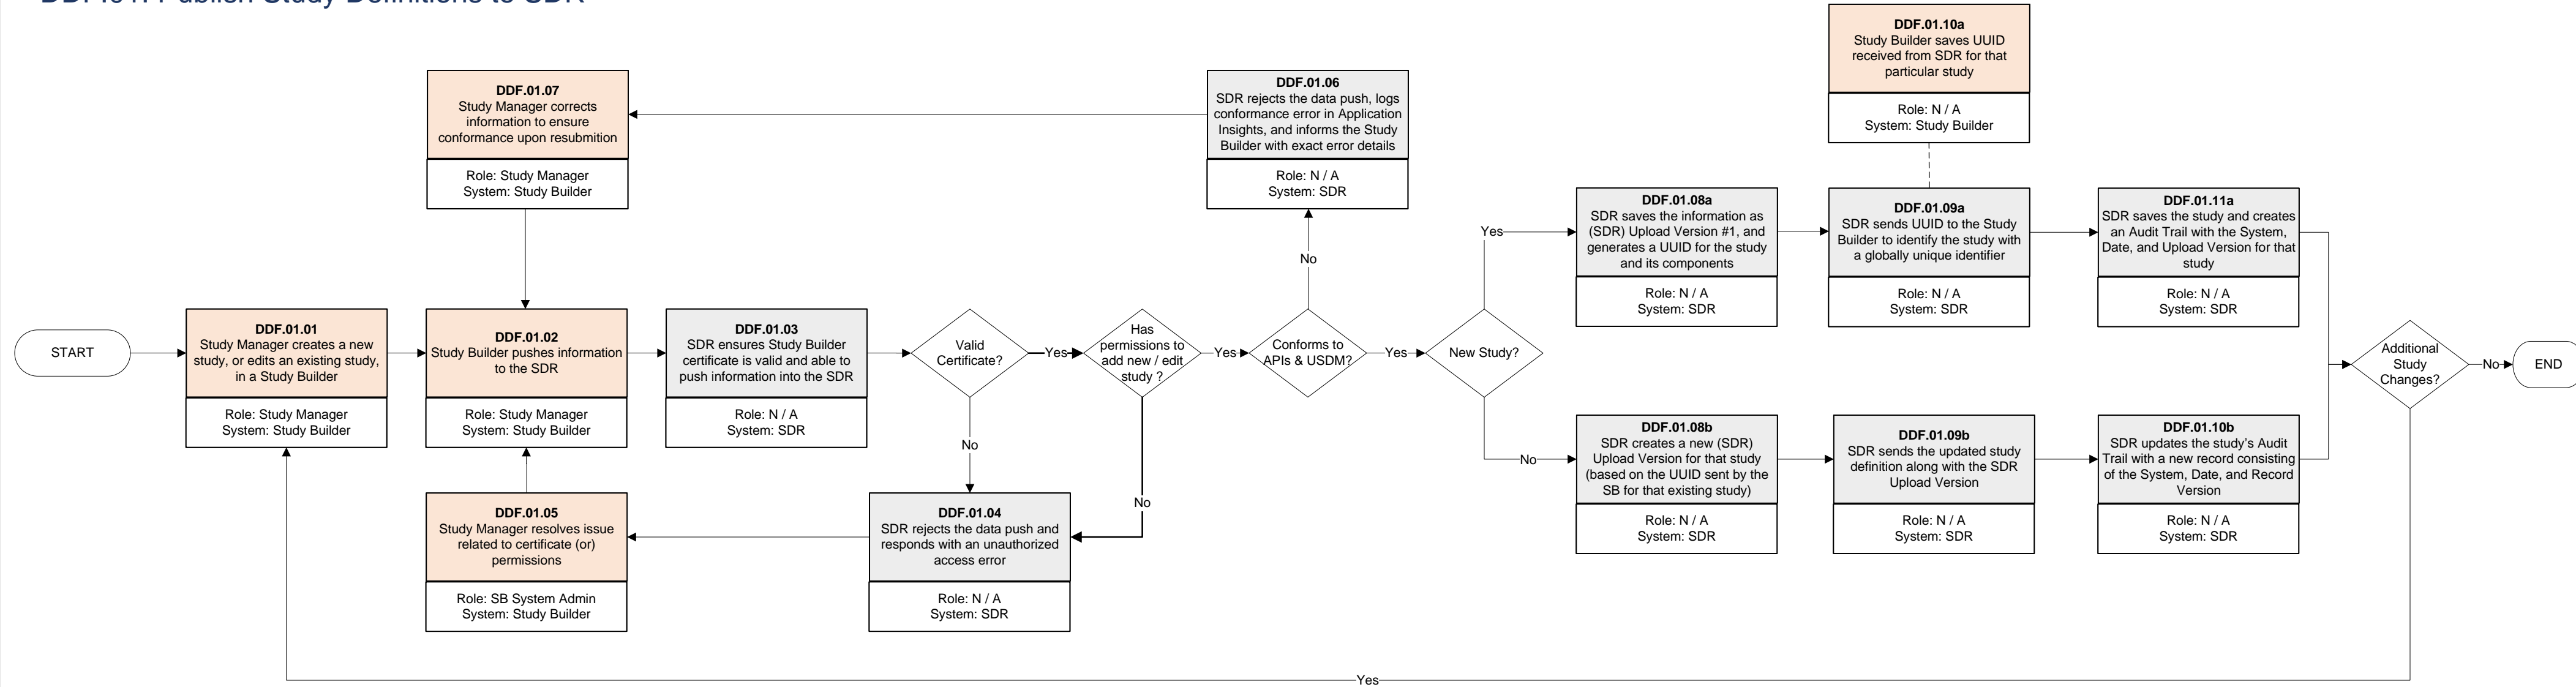 DDF.01: Publish Study Definitions to SDR
DDF.01.10a
Study Builder saves UUID
received from SDR for that
particular study
Role: N / A
System: Study Builder
DDF.01.07
Study Manager corrects
information to ensure
conformance upon resubmition
Role: Study Manager
System: Study Builder
DDF.01.06
SDR rejects the data push, logs
conformance error in Application
Insights, and informs the Study
Builder with exact error details
Role: N / A
System: SDR
DDF.01.08a
SDR saves the information as
(SDR) Upload Version #1, and
generates a UUID for the study
and its components
Role: N / A
System: SDR
DDF.01.09a
SDR sends UUID to the Study
Builder to identify the study with
a globally unique identifier
Role: N / A
System: SDR
DDF.01.11a
SDR saves the study and creates
an Audit Trail with the System,
Date, and Upload Version for that
study
Role: N / A
System: SDR
Yes
No
START
DDF.01.01
Study Manager creates a new
study, or edits an existing study,
in a Study Builder
Role: Study Manager
System: Study Builder
DDF.01.02
Study Builder pushes information
to the SDR
Role: Study Manager
System: Study Builder
DDF.01.03
SDR ensures Study Builder
certificate is valid and able to
push information into the SDR
Role: N / A
System: SDR
Valid
Certificate?
Yes
Has
permissions to
add new / edit
study ?
Yes
Conforms to
APIs & USDM?
Yes
New Study?
Additional
Study
Changes?
No
END
No
No
No
DDF.01.05
Study Manager resolves issue
related to certificate (or)
permissions
Role: SB System Admin
System: Study Builder
DDF.01.04
SDR rejects the data push and
responds with an unauthorized
access error
Role: N / A
System: SDR
DDF.01.08b
SDR creates a new (SDR)
Upload Version for that study
(based on the UUID sent by the
SB for that existing study)
Role: N / A
System: SDR
DDF.01.09b
SDR sends the updated study
definition along with the SDR
Upload Version
Role: N / A
System: SDR
DDF.01.10b
SDR updates the study's Audit
Trail with a new record consisting
of the System, Date, and Record
Version
Role: N / A
System: SDR
Yes